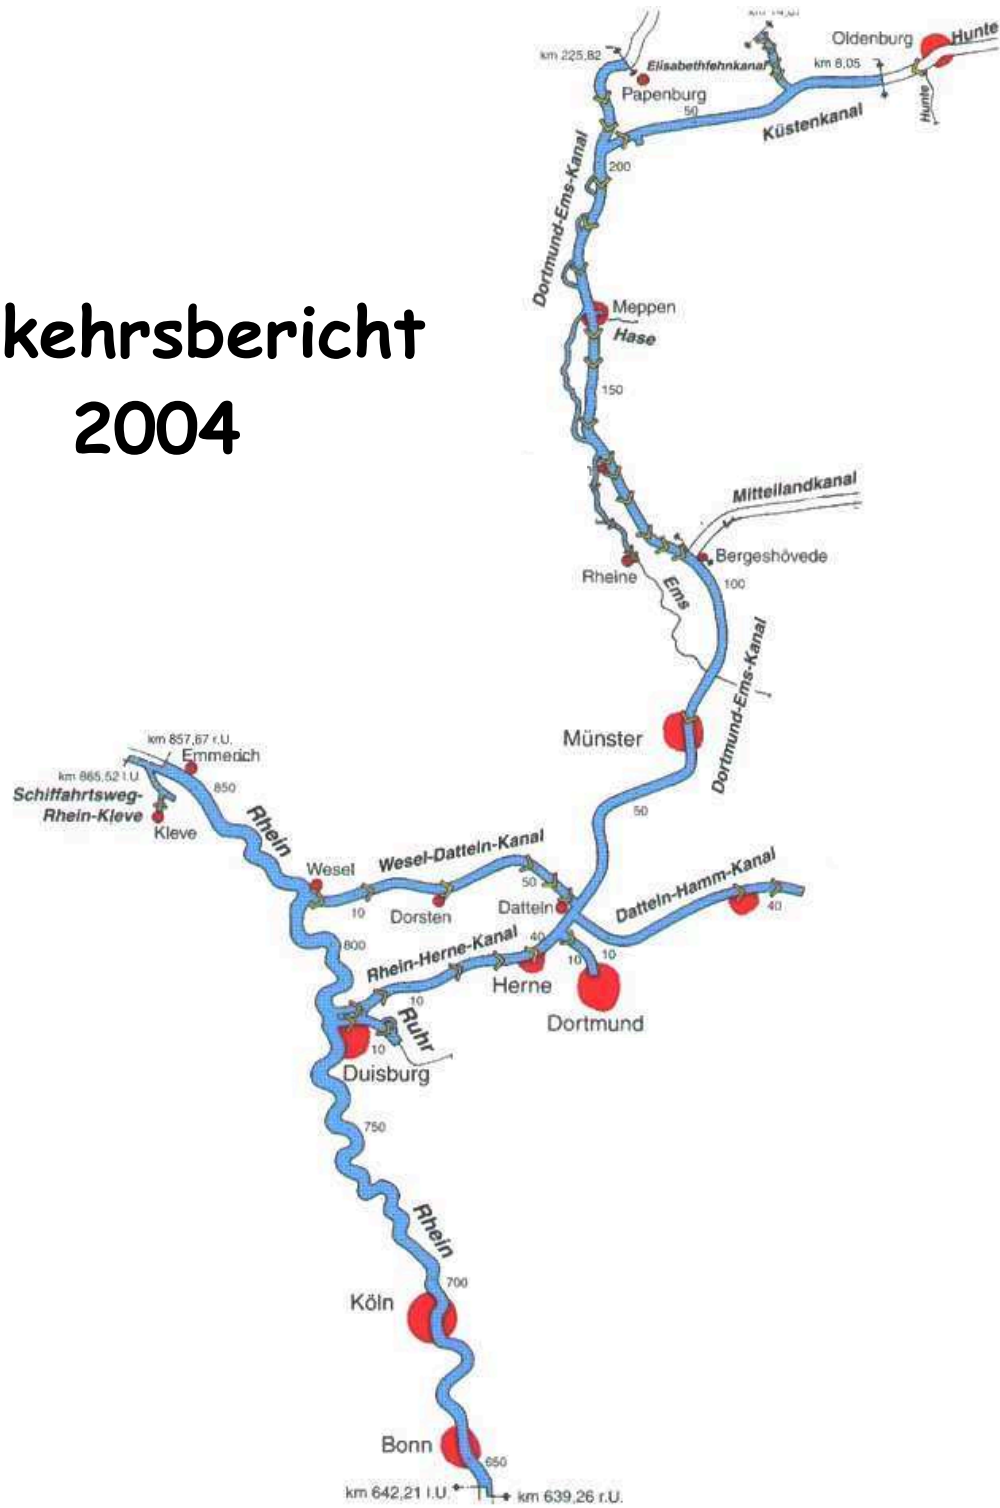 kehrsbericht
2004
km 225,82
Elisabethfehnkanal
Papenburg
Oldenburg
Hunte
km 8,05
Hunte
50
Küstenkanal
200
Dortmund-Ems-Kanal
Meppen
Hase
150
Mittellandkanal
Bergeshövede
Rheine
Ems
100
Dortmund-Ems-Kanal
Münster
50
km 857,67 r.U.
Emmerich
km 865,52 l.U.
850
Schiffahrtsweg-
Rhein-Kleve
Kleve
Rhein
Wesel
Wesel-Datteln-Kanal
10
Dorsten
50
Datteln
Datteln-Hamm-Kanal
40
800
Rhein-Herne-Kanal
40
10
10
Herne
10
Dortmund
Ruhr
10
Duisburg
750
Rhein
700
Köln
Bonn
650
km 642,21 l.U.
km 639,26 r.U.